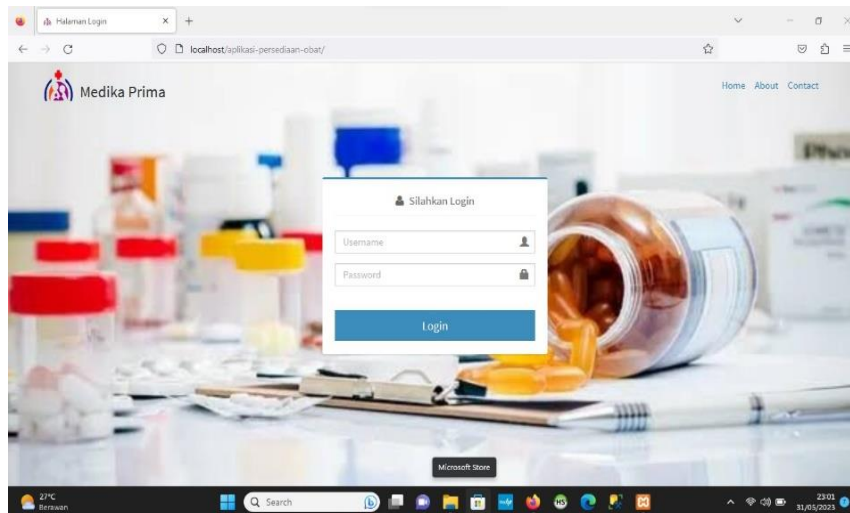 Halaman Login
localhost/aplikasi-persediaan-obat/
Medika Prima
Home About Contact
Silahkan Login
Username
Password
Login
Microsoft Store
27°C
Berawan
Search
23:01
31/05/2023